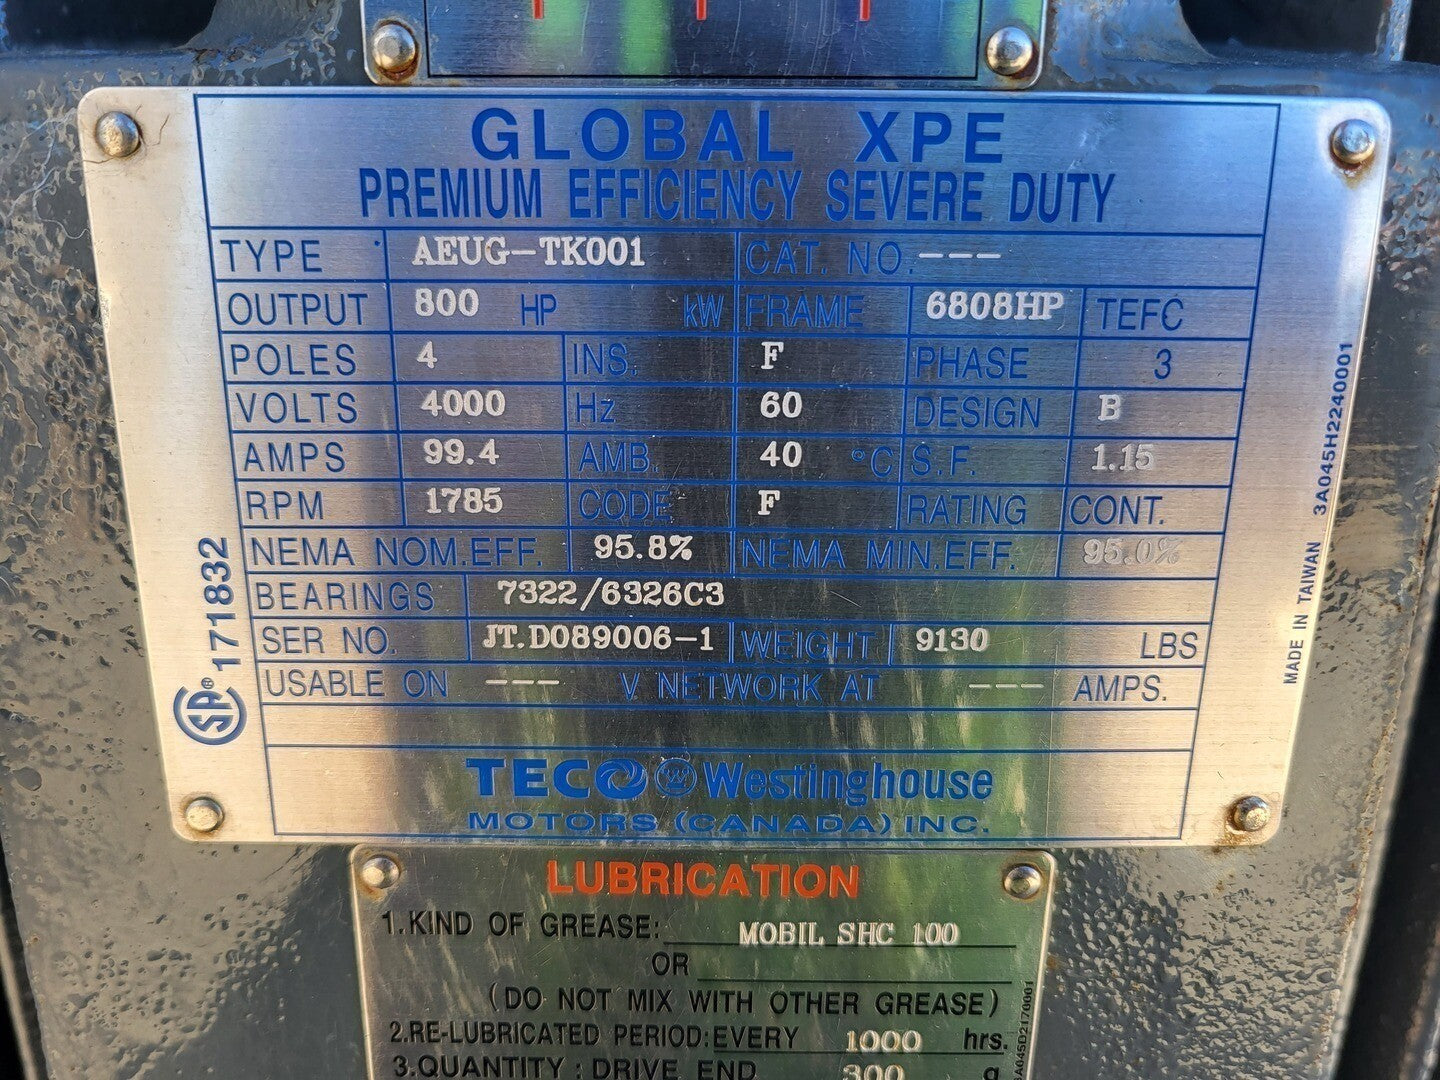 GLOBAL XPE
PREMIUM EFFICIENCY SEVERE DUTY
TYPE AEUG-TK001 CAT. NO. ---
OUTPUT 800 HP kW FRAME 6808HP TEFC
POLES 4 INS. F PHASE 3
VOLTS 4000 Hz 60 DESIGN B
AMPS 99.4 AMB. 40 °C S.F. 1.15
RPM 1785 CODE F RATING CONT.
NEMA NOM.EFF. 95.8% NEMA MIN.EFF. 95.0%
BEARINGS 7322/6326C3
SER NO. JT.D089006-1 WEIGHT 9130 LBS
USABLE ON --- V NETWORK AT --- AMPS.
TECO W Westinghouse
MOTORS (CANADA) INC.
SA® 171832
MADE IN TAIWAN 3A045H2240001
LUBRICATION
1.KIND OF GREASE: MOBIL SHC 100
OR
(DO NOT MIX WITH OTHER GREASE)
2.RE-LUBRICATED PERIOD:EVERY 1000 hrs.
3.QUANTITY : DRIVE END 300 g
3A045D2170001